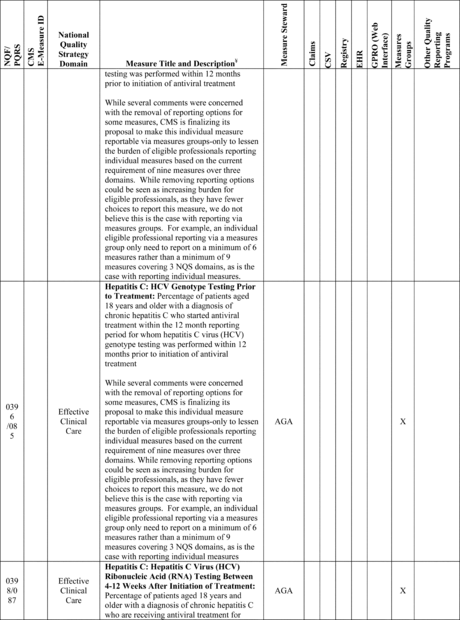 NQF/
PQRS
CMS
E-Measure ID
National
Quality
Strategy
Domain
Measure Title and Description¥
Measure Steward
Claims
CSV
Registry
EHR
GPRO (Web
Interface)
Measures
Groups
Other Quality
Reporting
Programs
testing was performed within 12 months
prior to initiation of antiviral treatment
While several comments were concerned
with the removal of reporting options for
some measures, CMS is finalizing its
proposal to make this individual measure
reportable via measures groups-only to lessen
the burden of eligible professionals reporting
individual measures based on the current
requirement of nine measures over three
domains. While removing reporting options
could be seen as increasing burden for
eligible professionals, as they have fewer
choices to report this measure, we do not
believe this is the case with reporting via
measures groups. For example, an individual
eligible professional reporting via a measures
group only need to report on a minimum of 6
measures rather than a minimum of 9
measures covering 3 NQS domains, as is the
case with reporting individual measures.
039
6
/08
5
Effective
Clinical
Care
Hepatitis C: HCV Genotype Testing Prior
to Treatment: Percentage of patients aged
18 years and older with a diagnosis of
chronic hepatitis C who started antiviral
treatment within the 12 month reporting
period for whom hepatitis C virus (HCV)
genotype testing was performed within 12
months prior to initiation of antiviral
treatment
While several comments were concerned
with the removal of reporting options for
some measures, CMS is finalizing its
proposal to make this individual measure
reportable via measures groups-only to lessen
the burden of eligible professionals reporting
individual measures based on the current
requirement of nine measures over three
domains. While removing reporting options
could be seen as increasing burden for
eligible professionals, as they have fewer
choices to report this measure, we do not
believe this is the case with reporting via
measures groups. For example, an individual
eligible professional reporting via a measures
group only need to report on a minimum of 6
measures rather than a minimum of 9
measures covering 3 NQS domains, as is the
case with reporting individual measures
AGA
X
039
8/0
87
Effective
Clinical
Care
Hepatitis C: Hepatitis C Virus (HCV)
Ribonucleic Acid (RNA) Testing Between
4-12 Weeks After Initiation of Treatment:
Percentage of patients aged 18 years and
older with a diagnosis of chronic hepatitis C
who are receiving antiviral treatment for
AGA
X